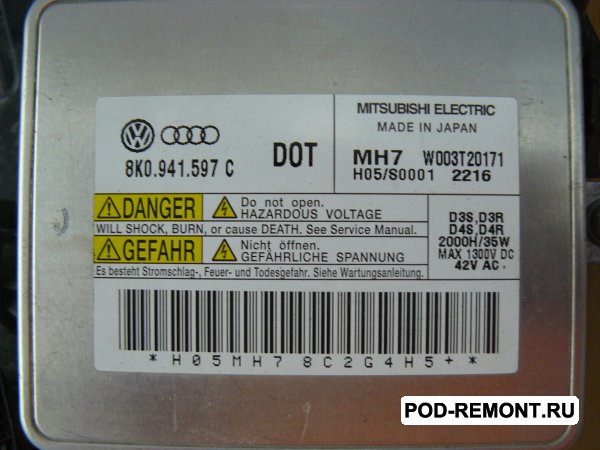 MITSUBISHI ELECTRIC
MADE IN JAPAN
8K0.941.597 C
DOT
MH7 W003T20171
H05/S0001 2216
DANGER
Do not open.
HAZARDOUS VOLTAGE
WILL SHOCK, BURN, or cause DEATH. See Service Manual.
GEFAHR
Nicht öffnen.
GEFÄHRLICHE SPANNUNG
Es besteht Stromschlag-, Feuer- und Todesgefahr. Siehe Wartungsanleitung.
D3S,D3R
D4S,D4R
2000H/35W
MAX 1300V DC
42V AC
*H05MH78C2G4H5+*
POD-REMONT.RU